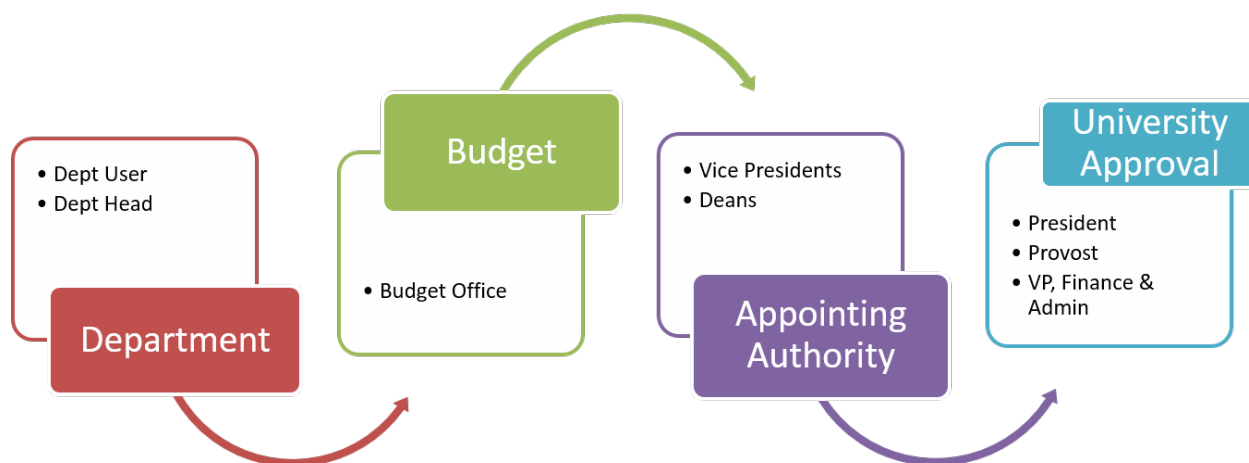 • Dept User
• Dept Head
Department
Budget
• Budget Office
• Vice Presidents
• Deans
Appointing
Authority
University
Approval
• President
• Provost
• VP, Finance &
Admin